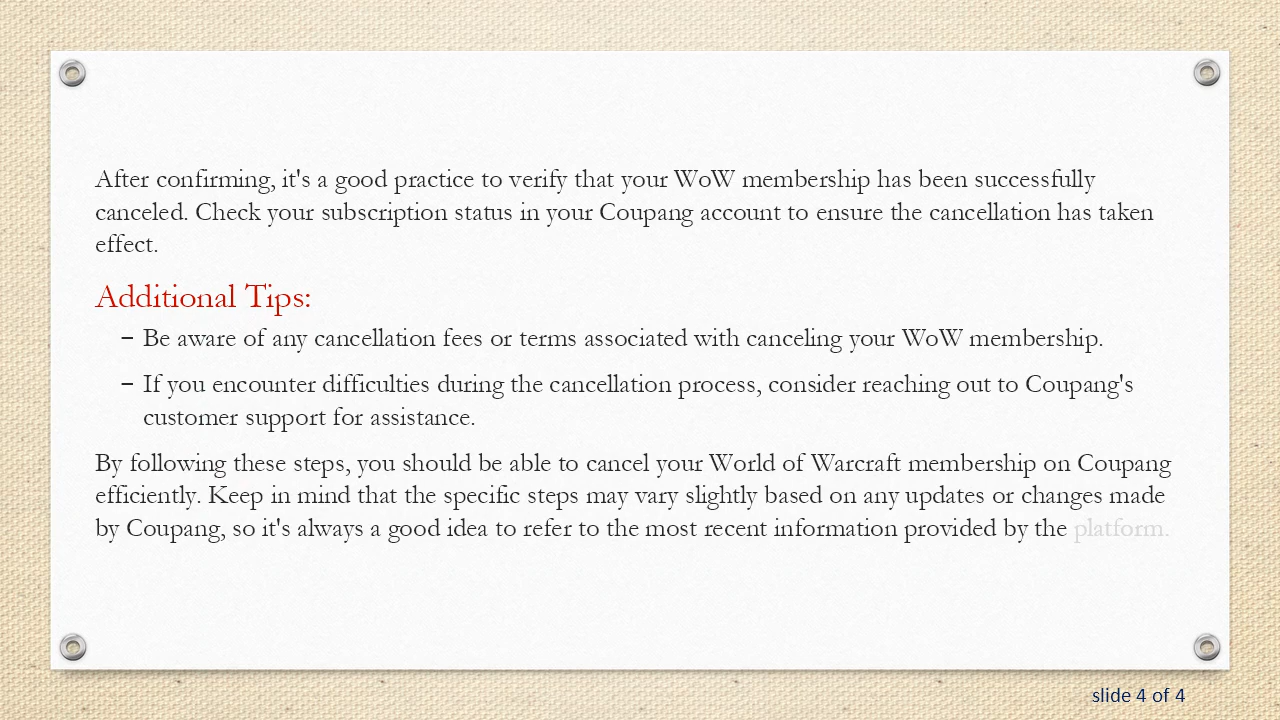 After confirming, it's a good practice to verify that your WoW membership has been successfully
canceled. Check your subscription status in your Coupang account to ensure the cancellation has taken
effect.
Additional Tips:
– Be aware of any cancellation fees or terms associated with canceling your WoW membership.
– If you encounter difficulties during the cancellation process, consider reaching out to Coupang's
customer support for assistance.
By following these steps, you should be able to cancel your World of Warcraft membership on Coupang
efficiently. Keep in mind that the specific steps may vary slightly based on any updates or changes made
by Coupang, so it's always a good idea to refer to the most recent information provided by the platform.
slide 4 of 4